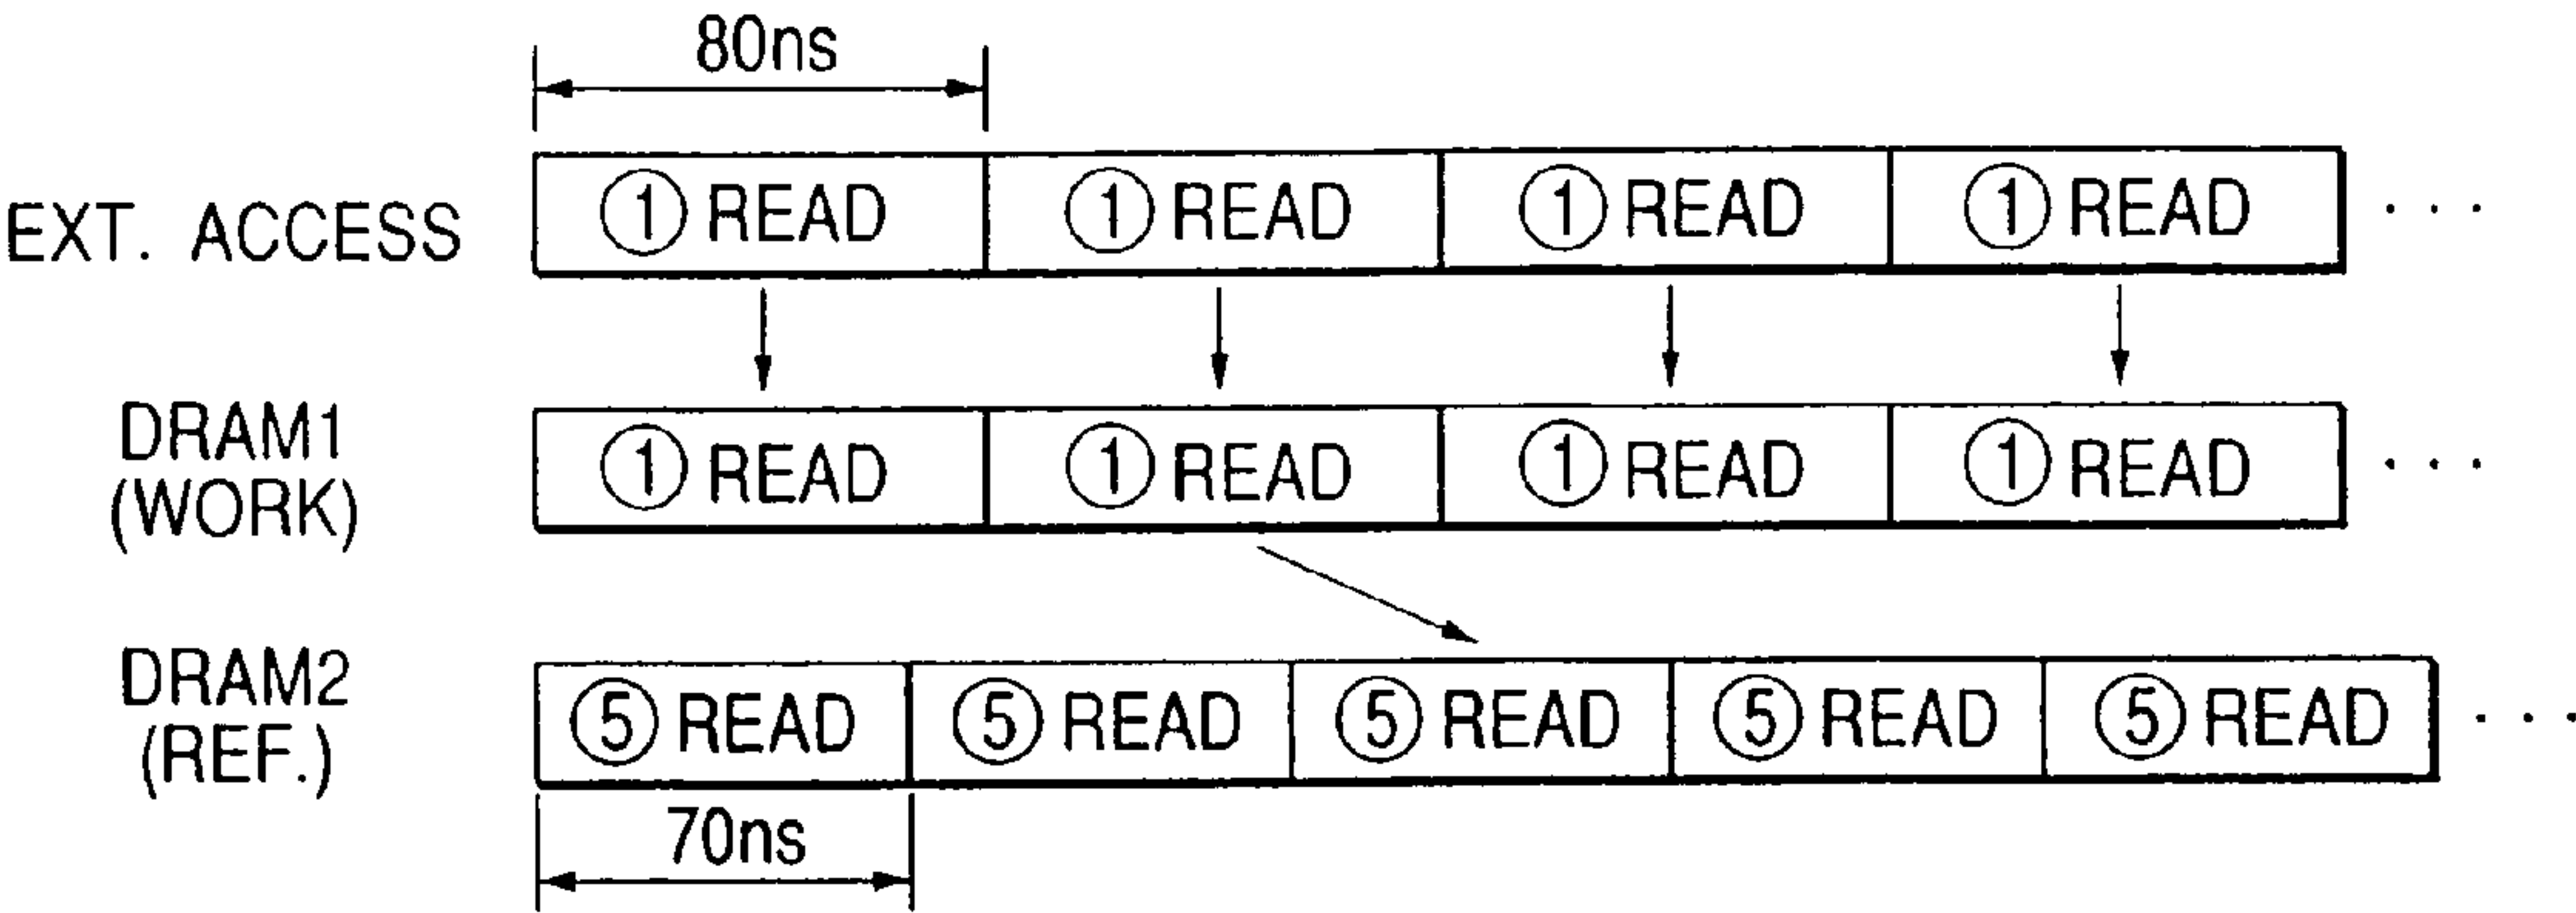 80ns
EXT. ACCESS ① READ ① READ ① READ ① READ ...
DRAM1
(WORK)
① READ ① READ ① READ ① READ ...
DRAM2
(REF.)
⑤ READ ⑤ READ ⑤ READ ⑤ READ ⑤ READ ...
70ns